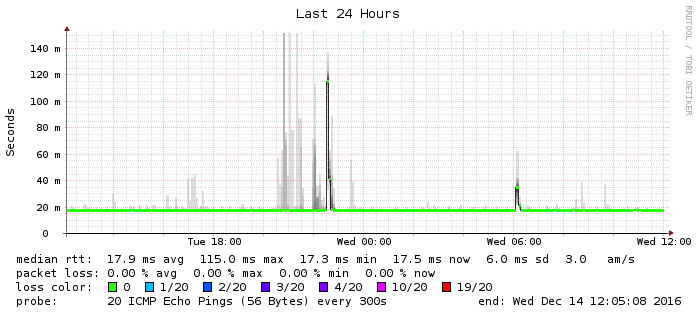 Last 24 Hours
RRDTOOL / TOBI OETIKER
Seconds
140 m
120 m
100 m
80 m
60 m
40 m
20 m
0
Tue 18:00 Wed 00:00 Wed 06:00 Wed 12:00
median rtt: 17.9 ms avg 115.0 ms max 17.3 ms min 17.5 ms now 6.0 ms sd 3.0 am/s
packet loss: 0.00 % avg 0.00 % max 0.00 % min 0.00 % now
loss color: 0 1/20 2/20 3/20 4/20 10/20 19/20
probe: 20 ICMP Echo Pings (56 Bytes) every 300s end: Wed Dec 14 12:05:08 2016